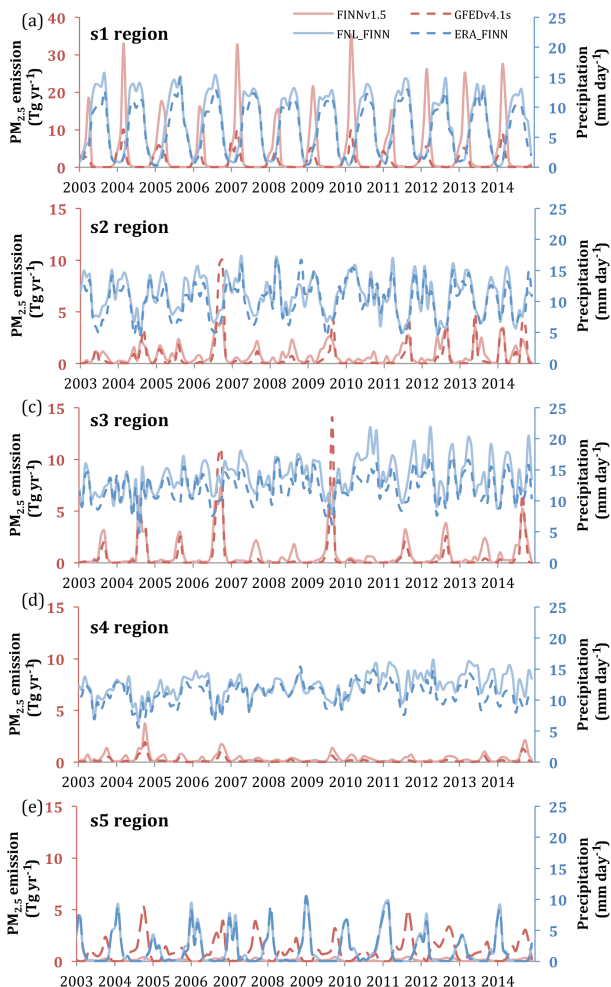 (a)
s1 region
FINNv1.5
GFEDv4.1s
FNL_FINN
ERA_FINN
PM2.5 emission
(Tg yr-1)
40
30
20
10
0
Precipitation
(mm day-1)
25
20
15
10
5
0
2003 2004 2005 2006 2007 2008 2009 2010 2011 2012 2013 2014
s2 region
PM2.5 emission
(Tg yr-1)
15
10
5
0
Precipitation
(mm day-1)
25
20
15
10
5
0
2003 2004 2005 2006 2007 2008 2009 2010 2011 2012 2013 2014
(c)
s3 region
PM2.5 emission
(Tg yr-1)
15
10
5
0
Precipitation
(mm day-1)
25
20
15
10
5
0
2003 2004 2005 2006 2007 2008 2009 2010 2011 2012 2013 2014
(d)
s4 region
PM2.5 emission
(Tg yr-1)
15
10
5
0
Precipitation
(mm day-1)
25
20
15
10
5
0
2003 2004 2005 2006 2007 2008 2009 2010 2011 2012 2013 2014
(e)
s5 region
PM2.5 emission
(Tg yr-1)
15
10
5
0
Precipitation
(mm day-1)
25
20
15
10
5
0
2003 2004 2005 2006 2007 2008 2009 2010 2011 2012 2013 2014